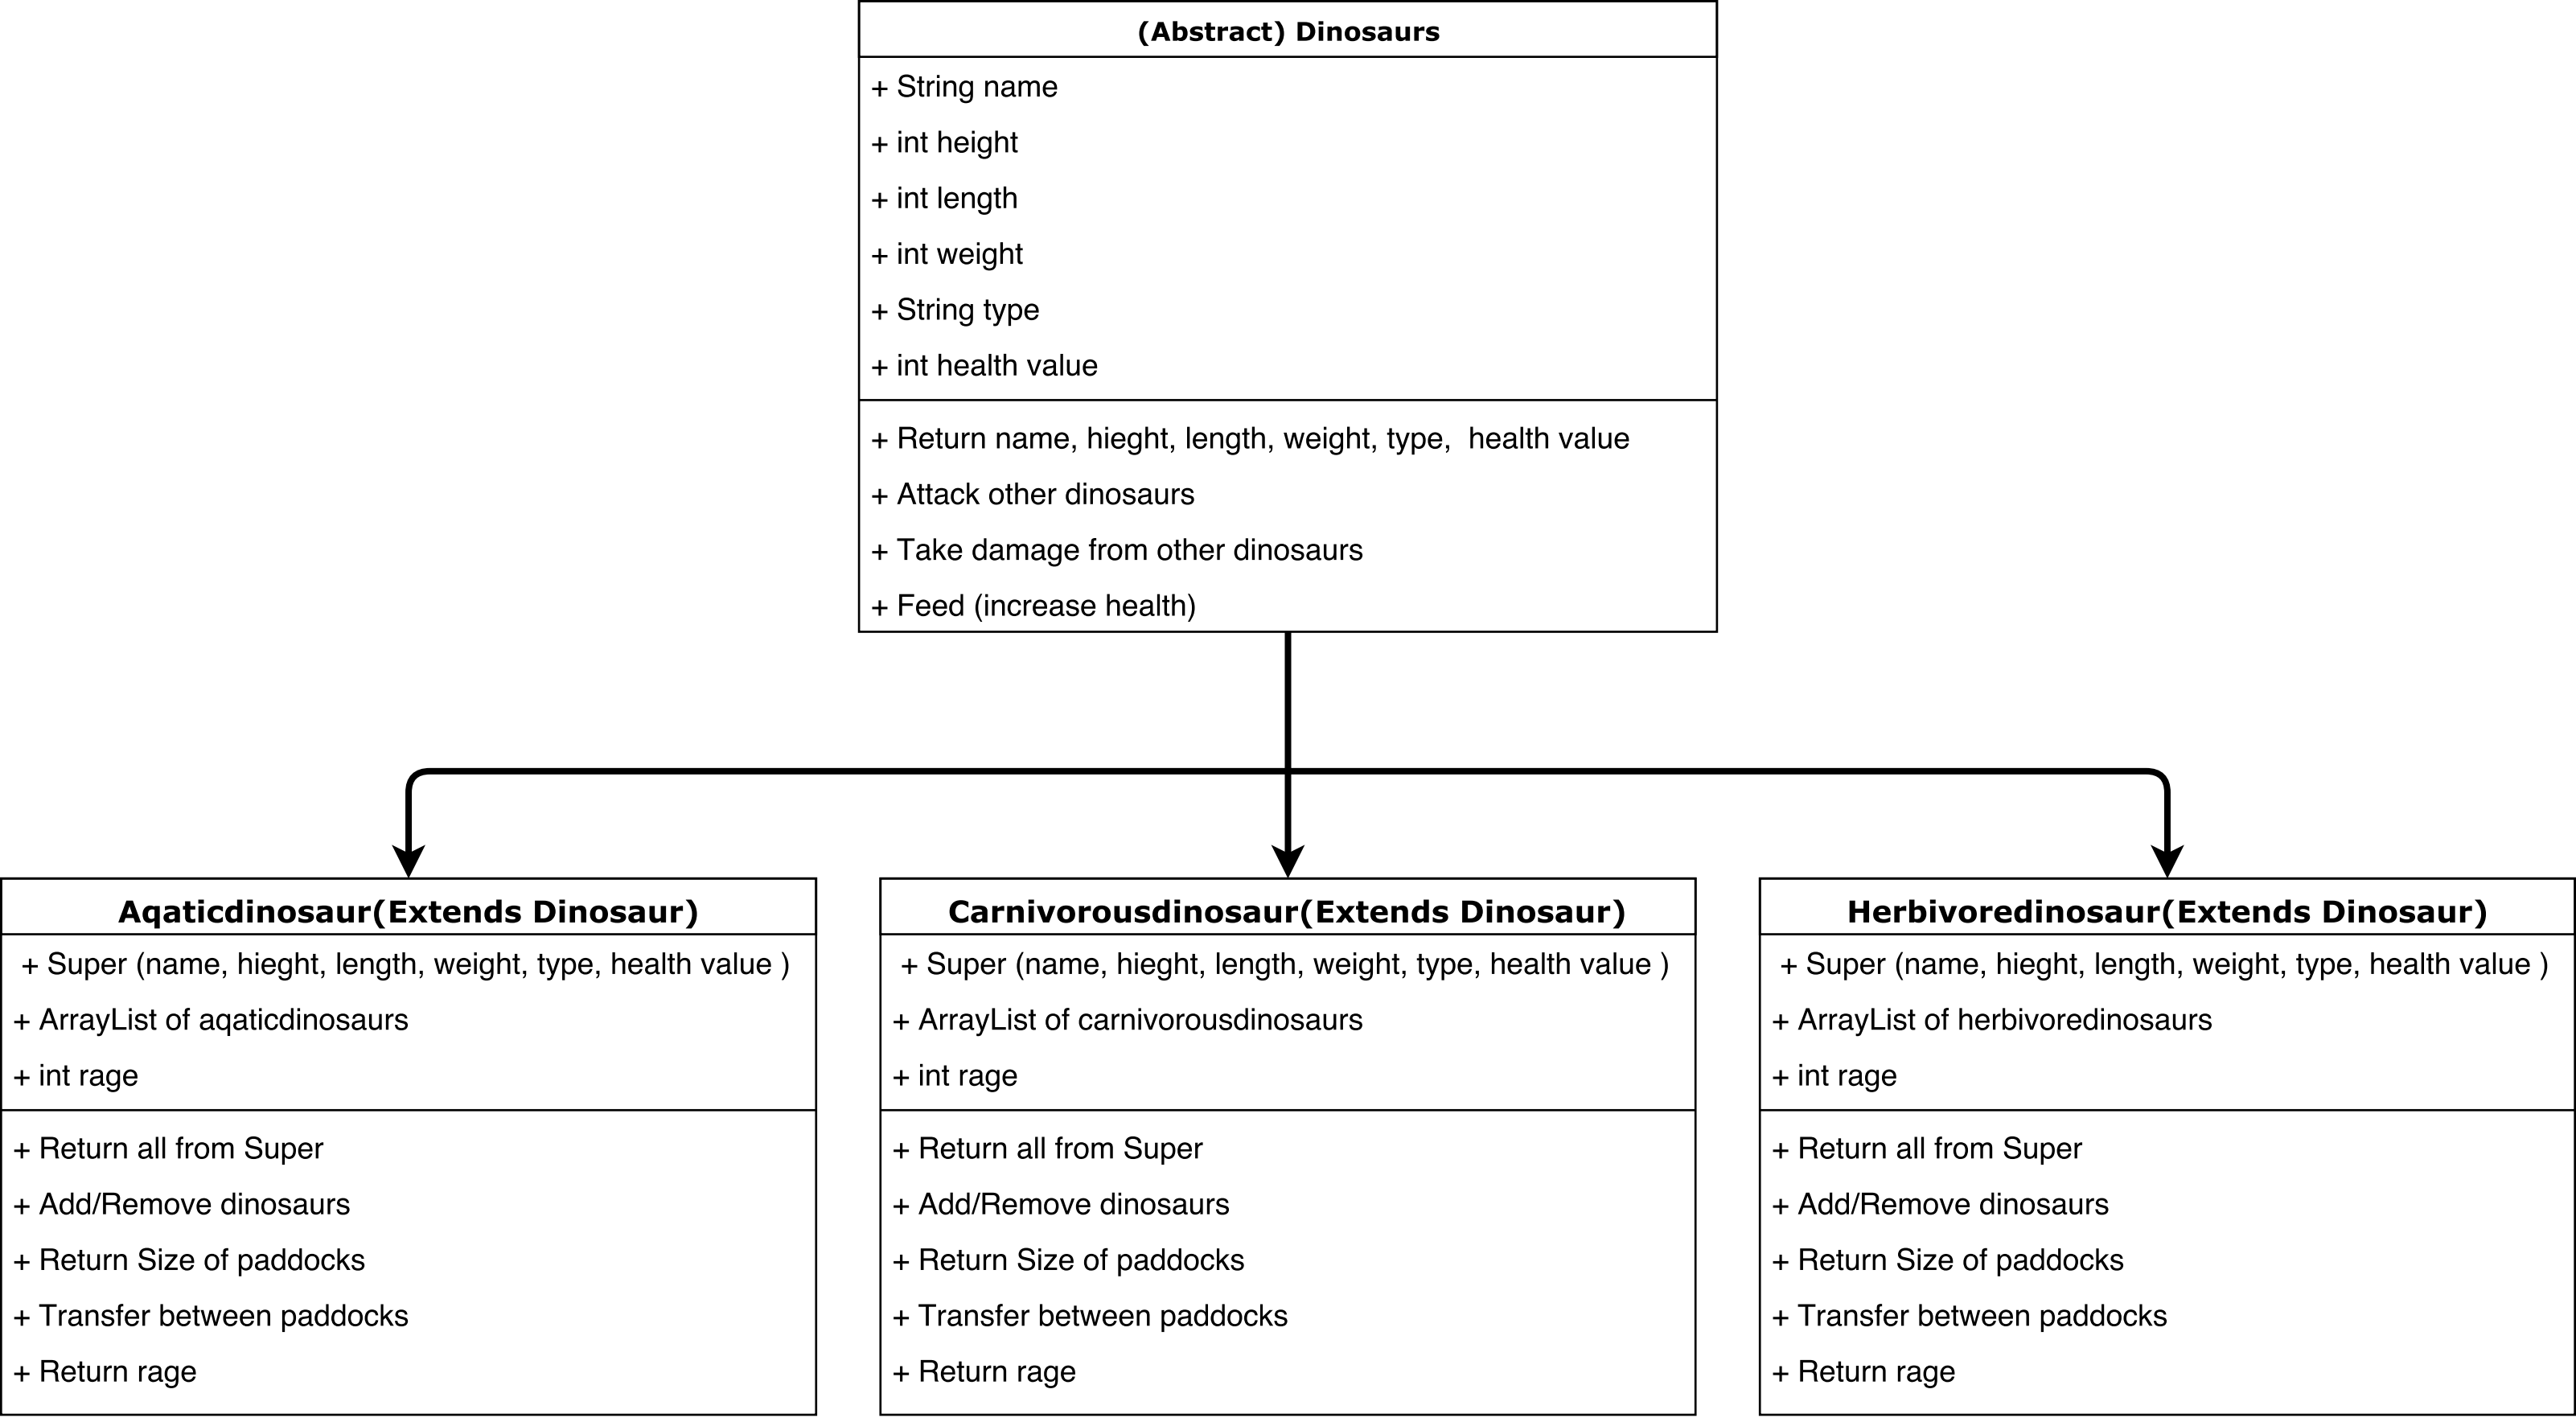 (Abstract) Dinosaurs
+ String name
+ int height
+ int length
+ int weight
+ String type
+ int health value
+ Return name, hieght, length, weight, type,  health value
+ Attack other dinosaurs
+ Take damage from other dinosaurs
+ Feed (increase health)
Aqaticdinosaur(Extends Dinosaur)
+ Super (name, hieght, length, weight, type, health value )
+ ArrayList of aqaticdinosaurs
+ int rage
+ Return all from Super
+ Add/Remove dinosaurs
+ Return Size of paddocks
+ Transfer between paddocks
+ Return rage
Carnivorousdinosaur(Extends Dinosaur)
+ Super (name, hieght, length, weight, type, health value )
+ ArrayList of carnivorousdinosaurs
+ int rage
+ Return all from Super
+ Add/Remove dinosaurs
+ Return Size of paddocks
+ Transfer between paddocks
+ Return rage
Herbivoredinosaur(Extends Dinosaur)
+ Super (name, hieght, length, weight, type, health value )
+ ArrayList of herbivoredinosaurs
+ int rage
+ Return all from Super
+ Add/Remove dinosaurs
+ Return Size of paddocks
+ Transfer between paddocks
+ Return rage